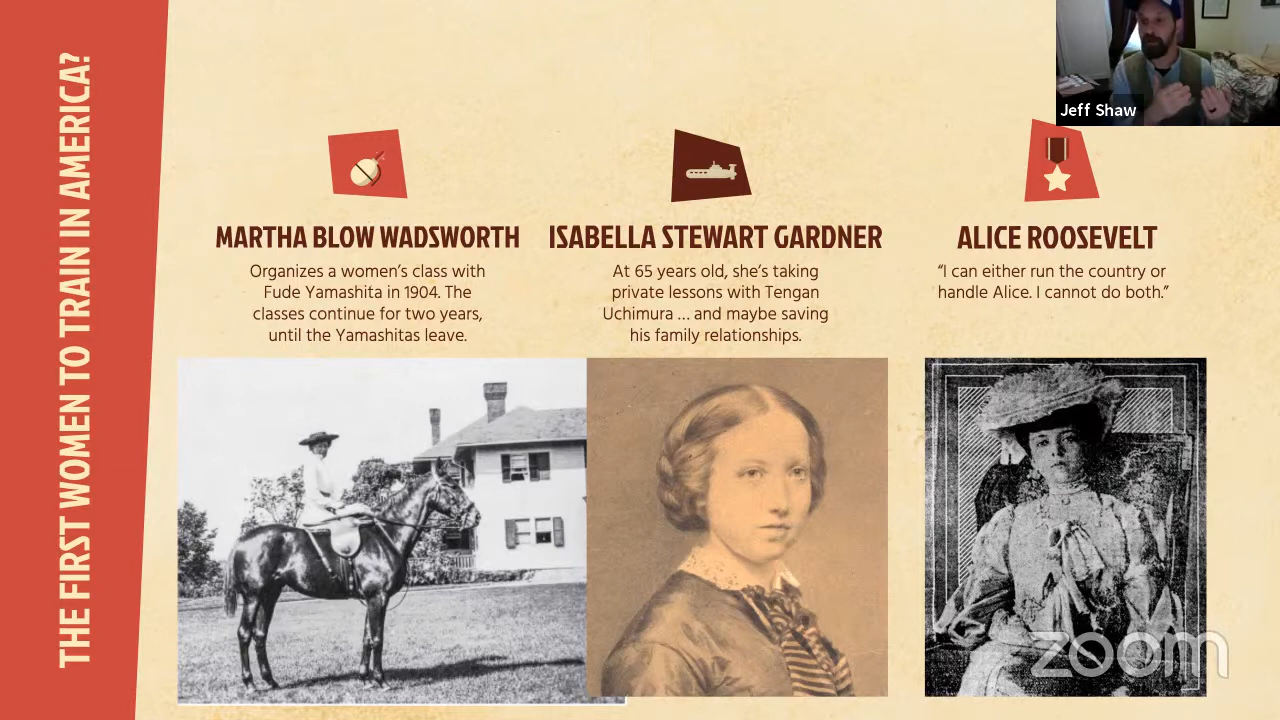 THE FIRST WOMEN TO TRAIN IN AMERICA?
Jeff Shaw
MARTHA BLOW WADSWORTH
Organizes a women's class with
Fude Yamashita in 1904. The
classes continue for two years,
until the Yamashitas leave.
ISABELLA STEWART GARDNER
At 65 years old, she's taking
private lessons with Tengan
Uchimura ... and maybe saving
his family relationships.
ALICE ROOSEVELT
“I can either run the country or
handle Alice. I cannot do both.”
zoom